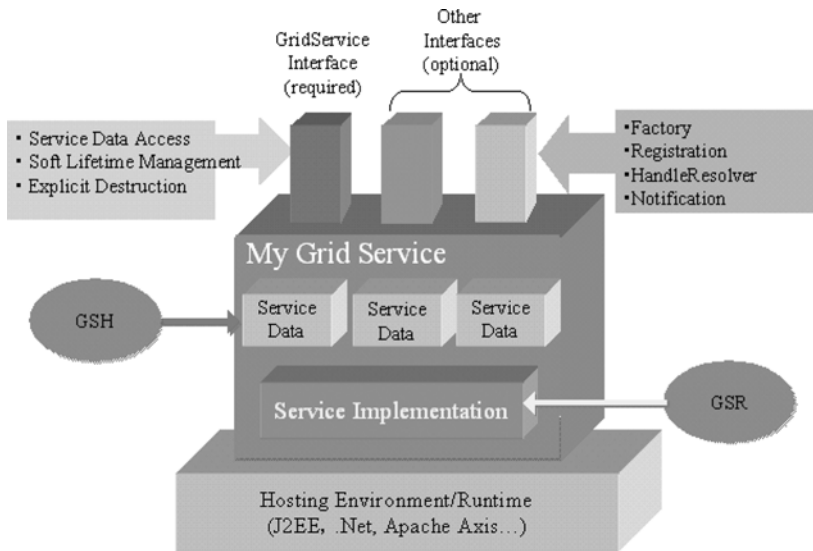 GridService
Interface
(required)
Other
Interfaces
(optional)
▪ Service Data Access
▪ Soft Lifetime Management
▪ Explicit Destruction
•Factory
•Registration
•HandleResolver
•Notification
My Grid Service
GSH
Service
Data
Service
Data
Service
Data
Service Implementation
GSR
Hosting Environment/Runtime
(J2EE, .Net, Apache Axis…)